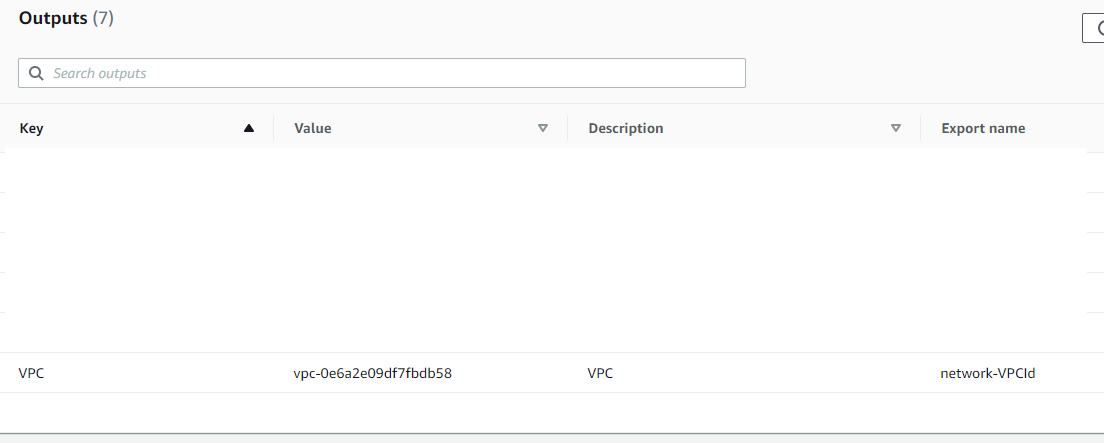 Outputs (7)
Search outputs
Key Value Description Export name
VPC vpc-0e6a2e09df7fbdb58 VPC network-VPCId